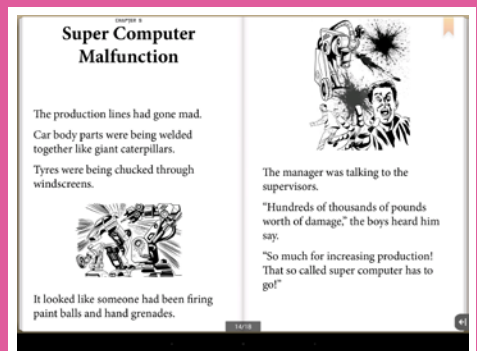 CHAPTER 8
Super Computer
Malfunction
The production lines had gone mad.
Car body parts were being welded
together like giant caterpillars.
Tyres were being chucked through
windscreens.
It looked like someone had been firing
paint balls and hand grenades.
The manager was talking to the
supervisors.
“Hundreds of thousands of pounds
worth of damage,” the boys heard him
say.
“So much for increasing production!
That so called super computer has to
go!”
14/18